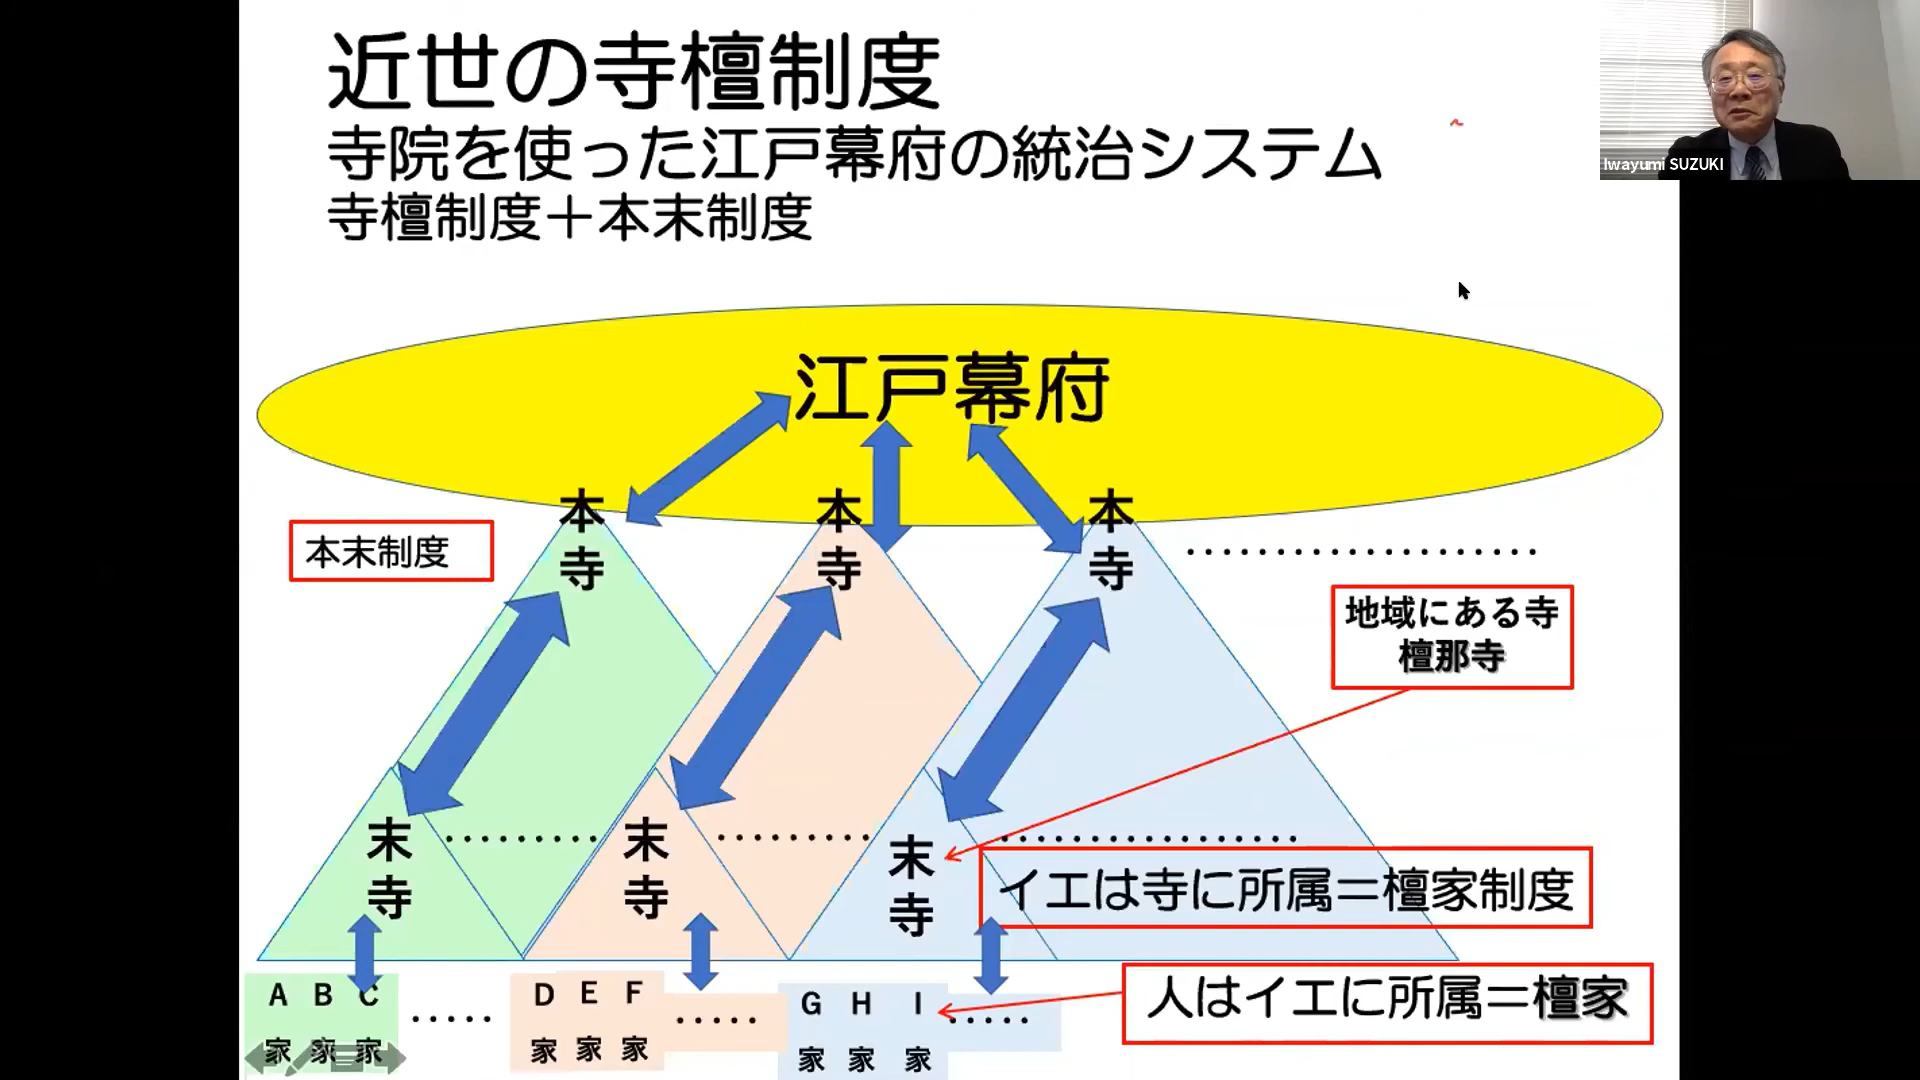 近世の寺檀制度
寺院を使った江戸幕府の統治システム
寺檀制度＋本末制度
Iwayumi SUZUKI
江戸幕府
本寺
本寺
本寺
本末制度
地域にある寺
檀那寺
末寺
末寺
末寺
イエは寺に所属＝檀家制度
人はイエに所属＝檀家
A B C
家 家 家
D E F
家 家 家
G H I
家 家 家